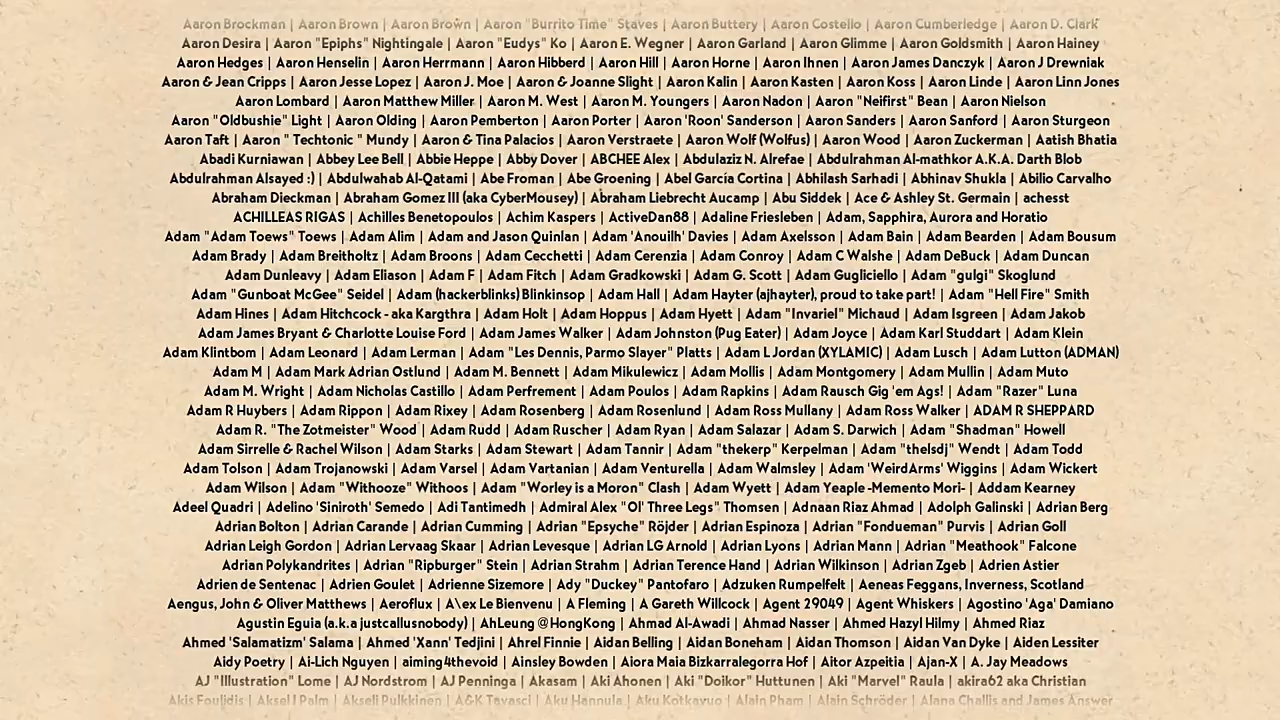 Aaron Brockman | Aaron Brown | Aaron Brown | Aaron "Burrito Time" Staves | Aaron Buttery | Aaron Costello | Aaron Cumberledge | Aaron D. Clark
Aaron Desira | Aaron "Epiphs" Nightingale | Aaron "Eudys" Ko | Aaron E. Wegner | Aaron Garland | Aaron Glimme | Aaron Goldsmith | Aaron Hainey
Aaron Hedges | Aaron Henselin | Aaron Herrmann | Aaron Hibberd | Aaron Hill | Aaron Horne | Aaron Ihnen | Aaron James Danczyk | Aaron J Drewniak
Aaron & Jean Cripps | Aaron Jesse Lopez | Aaron J. Moe | Aaron & Joanne Slight | Aaron Kalin | Aaron Kasten | Aaron Koss | Aaron Linde | Aaron Linn Jones
Aaron Lombard | Aaron Matthew Miller | Aaron M. West | Aaron M. Youngers | Aaron Nadon | Aaron "Neifirst" Bean | Aaron Nielson
Aaron "Oldbushie" Light | Aaron Olding | Aaron Pemberton | Aaron Porter | Aaron 'Roon' Sanderson | Aaron Sanders | Aaron Sanford | Aaron Sturgeon
Aaron Taft | Aaron " Techtonic " Mundy | Aaron & Tina Palacios | Aaron Verstraete | Aaron Wolf (Wolfus) | Aaron Wood | Aaron Zuckerman | Aatish Bhatia
Abadi Kurniawan | Abbey Lee Bell | Abbie Heppe | Abby Dover | ABCHEE Alex | Abdulaziz N. Alrefae | Abdulrahman Al-mathkor A.K.A. Darth Blob
Abdulrahman Alsayed :) | Abdulwahab Al-Qatami | Abe Froman | Abe Groening | Abel García Cortina | Abhilash Sarhadi | Abhinav Shukla | Abilio Carvalho
Abraham Dieckman | Abraham Gomez III (aka CyberMousey) | Abraham Liebrecht Aucamp | Abu Siddek | Ace & Ashley St. Germain | achesst
ACHILLEAS RIGAS | Achilles Benetopoulos | Achim Kaspers | ActiveDan88 | Adaline Friesleben | Adam, Sapphira, Aurora and Horatio
Adam "Adam Toews" Toews | Adam Alim | Adam and Jason Quinlan | Adam 'Anouilh' Davies | Adam Axelsson | Adam Bain | Adam Bearden | Adam Bousum
Adam Brady | Adam Breitholtz | Adam Broons | Adam Cecchetti | Adam Cerenzia | Adam Conroy | Adam C Walshe | Adam DeBuck | Adam Duncan
Adam Dunleavy | Adam Eliason | Adam F | Adam Fitch | Adam Gradkowski | Adam G. Scott | Adam Gugliciello | Adam "gulgi" Skoglund
Adam "Gunboat McGee" Seidel | Adam (hackerblinks) Blinkinsop | Adam Hall | Adam Hayter (ajhayter), proud to take part! | Adam "Hell Fire" Smith
Adam Hines | Adam Hitchcock - aka Kargthra | Adam Holt | Adam Hoppus | Adam Hyett | Adam "Invariel" Michaud | Adam Isgreen | Adam Jakob
Adam James Bryant & Charlotte Louise Ford | Adam James Walker | Adam Johnston (Pug Eater) | Adam Joyce | Adam Karl Studdart | Adam Klein
Adam Klintbom | Adam Leonard | Adam Lerman | Adam "Les Dennis, Parmo Slayer" Platts | Adam L Jordan (XYLAMIC) | Adam Lusch | Adam Lutton (ADMAN)
Adam M | Adam Mark Adrian Ostlund | Adam M. Bennett | Adam Mikulewicz | Adam Mollis | Adam Montgomery | Adam Mullin | Adam Muto
Adam M. Wright | Adam Nicholas Castillo | Adam Perfrement | Adam Poulos | Adam Rapkins | Adam Rausch Gig 'em Ags! | Adam "Razer" Luna
Adam R Huybers | Adam Rippon | Adam Rixey | Adam Rosenberg | Adam Rosenlund | Adam Ross Mullany | Adam Ross Walker | ADAM R SHEPPARD
Adam R. "The Zotmeister" Wood | Adam Rudd | Adam Ruscher | Adam Ryan | Adam Salazar | Adam S. Darwich | Adam "Shadman" Howell
Adam Sirrelle & Rachel Wilson | Adam Starks | Adam Stewart | Adam Tannir | Adam "thekerp" Kerpelman | Adam "thelsdj" Wendt | Adam Todd
Adam Tolson | Adam Trojanowski | Adam Varsel | Adam Vartanian | Adam Venturella | Adam Walmsley | Adam 'WeirdArms' Wiggins | Adam Wickert
Adam Wilson | Adam "Withooze" Withoos | Adam "Worley is a Moron" Clash | Adam Wyett | Adam Yeaple -Memento Mori- | Addam Kearney
Adeel Quadri | Adelino 'Siniroth' Semedo | Adi Tantimedh | Admiral Alex "Ol' Three Legs" Thomsen | Adnaan Riaz Ahmad | Adolph Galinski | Adrian Berg
Adrian Bolton | Adrian Carande | Adrian Cumming | Adrian "Epsyche" Röjder | Adrian Espinoza | Adrian "Fondueman" Purvis | Adrian Goll
Adrian Leigh Gordon | Adrian Lervaag Skaar | Adrian Levesque | Adrian LG Arnold | Adrian Lyons | Adrian Mann | Adrian "Meathook" Falcone
Adrian Polykandrites | Adrian "Ripburger" Stein | Adrian Strahm | Adrian Terence Hand | Adrian Wilkinson | Adrian Zgeb | Adrien Astier
Adrien de Sentenac | Adrien Goulet | Adrienne Sizemore | Ady "Duckey" Pantofaro | Adzuken Rumpelfelt | Aeneas Feggans, Inverness, Scotland
Aengus, John & Oliver Matthews | Aeroflux | A\ex Le Bienvenu | A Fleming | A Gareth Willcock | Agent 29049 | Agent Whiskers | Agostino 'Aga' Damiano
Agustin Eguia (a.k.a justcallusnobody) | AhLeung @HongKong | Ahmad Al-Awadi | Ahmad Nasser | Ahmed Hazyl Hilmy | Ahmed Riaz
Ahmed 'Salamatizm' Salama | Ahmed 'Xann' Tedjini | Ahrel Finnie | Aidan Belling | Aidan Boneham | Aidan Thomson | Aidan Van Dyke | Aiden Lessiter
Aidy Poetry | Ai-Lich Nguyen | aiming4thevoid | Ainsley Bowden | Aiora Maia Bizkarralegorra Hof | Aitor Azpeitia | Ajan-X | A. Jay Meadows
AJ "Illustration" Lome | AJ Nordstrom | AJ Penninga | Akasam | Aki Ahonen | Aki "Doikor" Huttunen | Aki "Marvel" Raula | akira62 aka Christian
Akis Foulidis | Aksel J Palm | Akseli Pulkkinen | A&K Tavasci | Aku Hannula | Aku Kotkavuo | Alain Pham | Alain Schröder | Alana Challis and James Answer